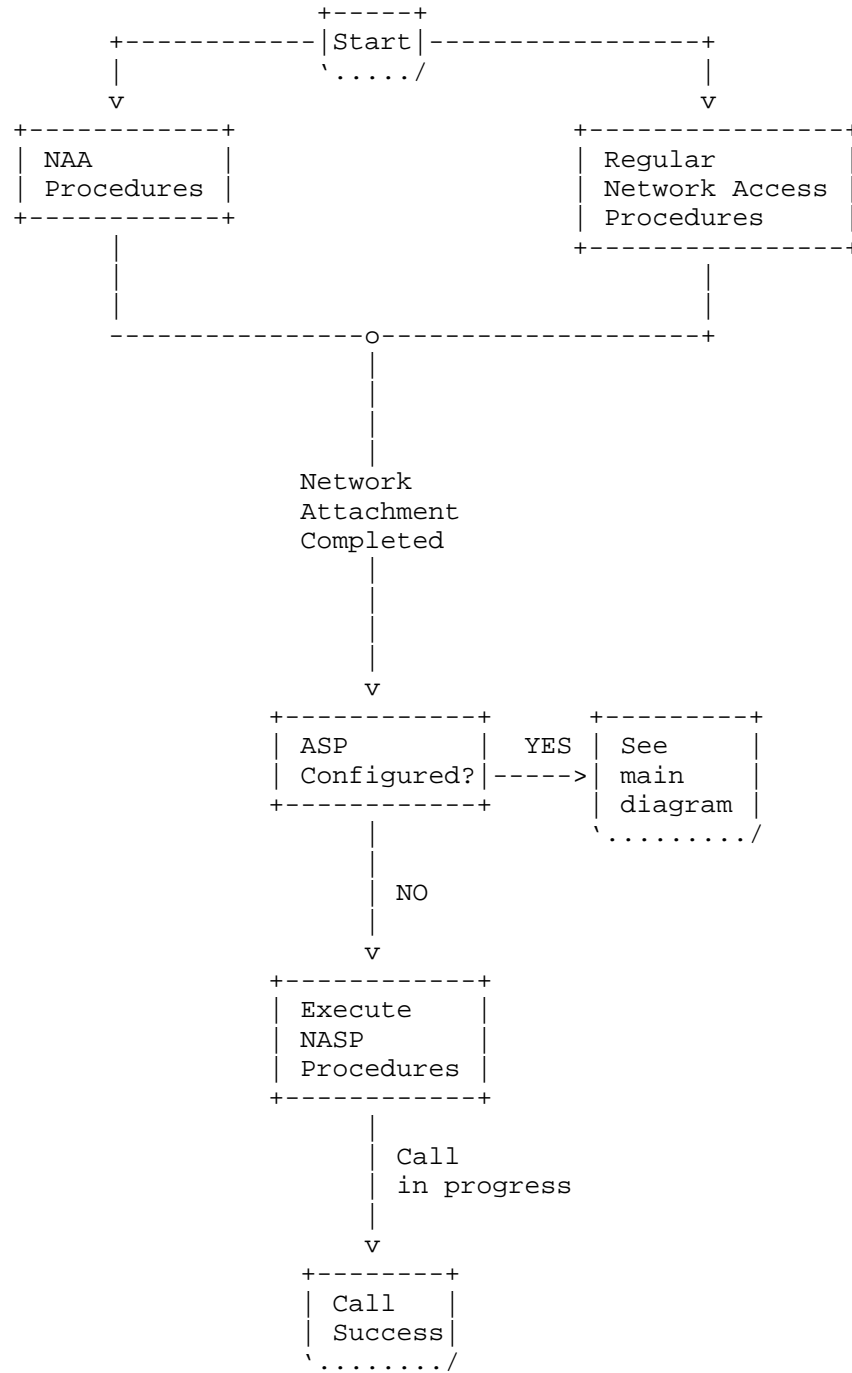 Start
NAA
Procedures
Regular
Network Access
Procedures
Network
Attachment
Completed
ASP
Configured?
YES
See
main
diagram
NO
Execute
NASP
Procedures
Call
in progress
Call
Success